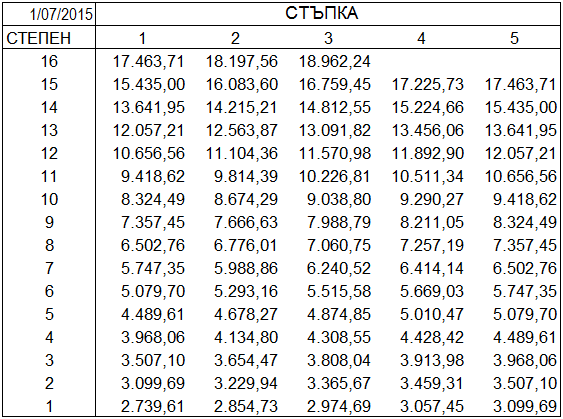 1/07/2015 СТЪПКА
СТЕПЕН 1 2 3 4 5
16 17.463,71 18.197,56 18.962,24
15 15.435,00 16.083,60 16.759,45 17.225,73 17.463,71
14 13.641,95 14.215,21 14.812,55 15.224,66 15.435,00
13 12.057,21 12.563,87 13.091,82 13.456,06 13.641,95
12 10.656,56 11.104,36 11.570,98 11.892,90 12.057,21
11 9.418,62 9.814,39 10.226,81 10.511,34 10.656,56
10 8.324,49 8.674,29 9.038,80 9.290,27 9.418,62
9 7.357,45 7.666,63 7.988,79 8.211,05 8.324,49
8 6.502,76 6.776,01 7.060,75 7.257,19 7.357,45
7 5.747,35 5.988,86 6.240,52 6.414,14 6.502,76
6 5.079,70 5.293,16 5.515,58 5.669,03 5.747,35
5 4.489,61 4.678,27 4.874,85 5.010,47 5.079,70
4 3.968,06 4.134,80 4.308,55 4.428,42 4.489,61
3 3.507,10 3.654,47 3.808,04 3.913,98 3.968,06
2 3.099,69 3.229,94 3.365,67 3.459,31 3.507,10
1 2.739,61 2.854,73 2.974,69 3.057,45 3.099,69